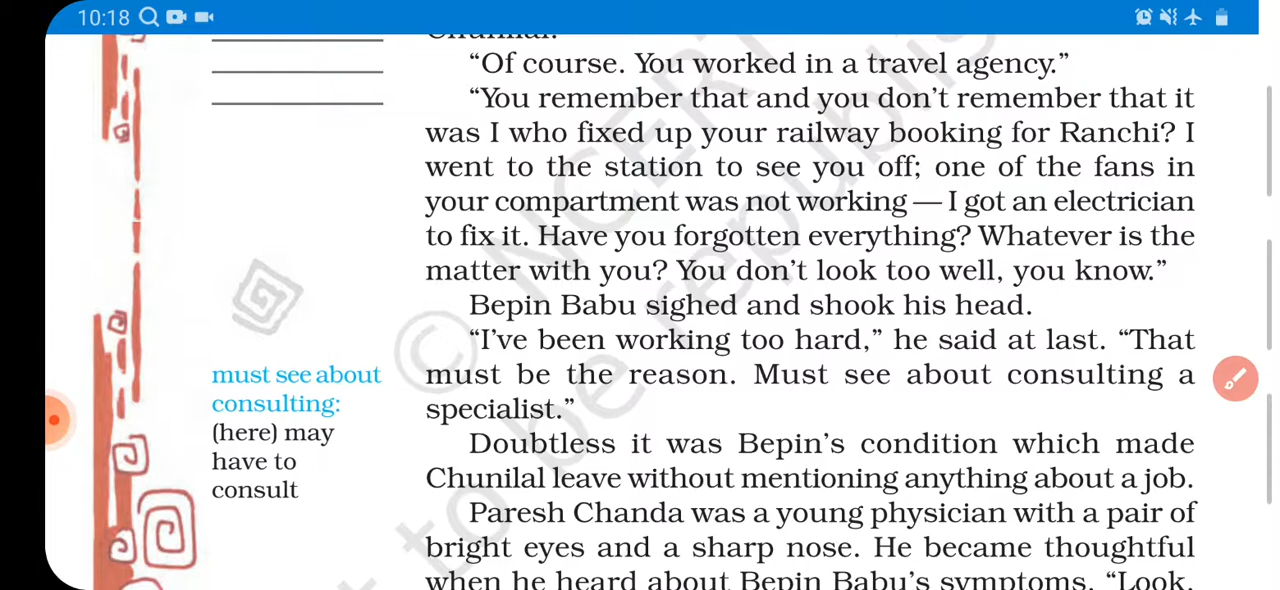 10:18
Chunilal.
“Of course. You worked in a travel agency.”
“You remember that and you don’t remember that it
was I who fixed up your railway booking for Ranchi? I
went to the station to see you off; one of the fans in
your compartment was not working — I got an electrician
to fix it. Have you forgotten everything? Whatever is the
matter with you? You don’t look too well, you know.”
Bepin Babu sighed and shook his head.
“I’ve been working too hard,” he said at last. “That
must be the reason. Must see about consulting a
specialist.”
Doubtless it was Bepin’s condition which made
Chunilal leave without mentioning anything about a job.
Paresh Chanda was a young physician with a pair of
bright eyes and a sharp nose. He became thoughtful
when he heard about Bepin Babu’s symptoms. “Look,
must see about
consulting:
(here) may
have to
consult
© NCERT
not to be republished